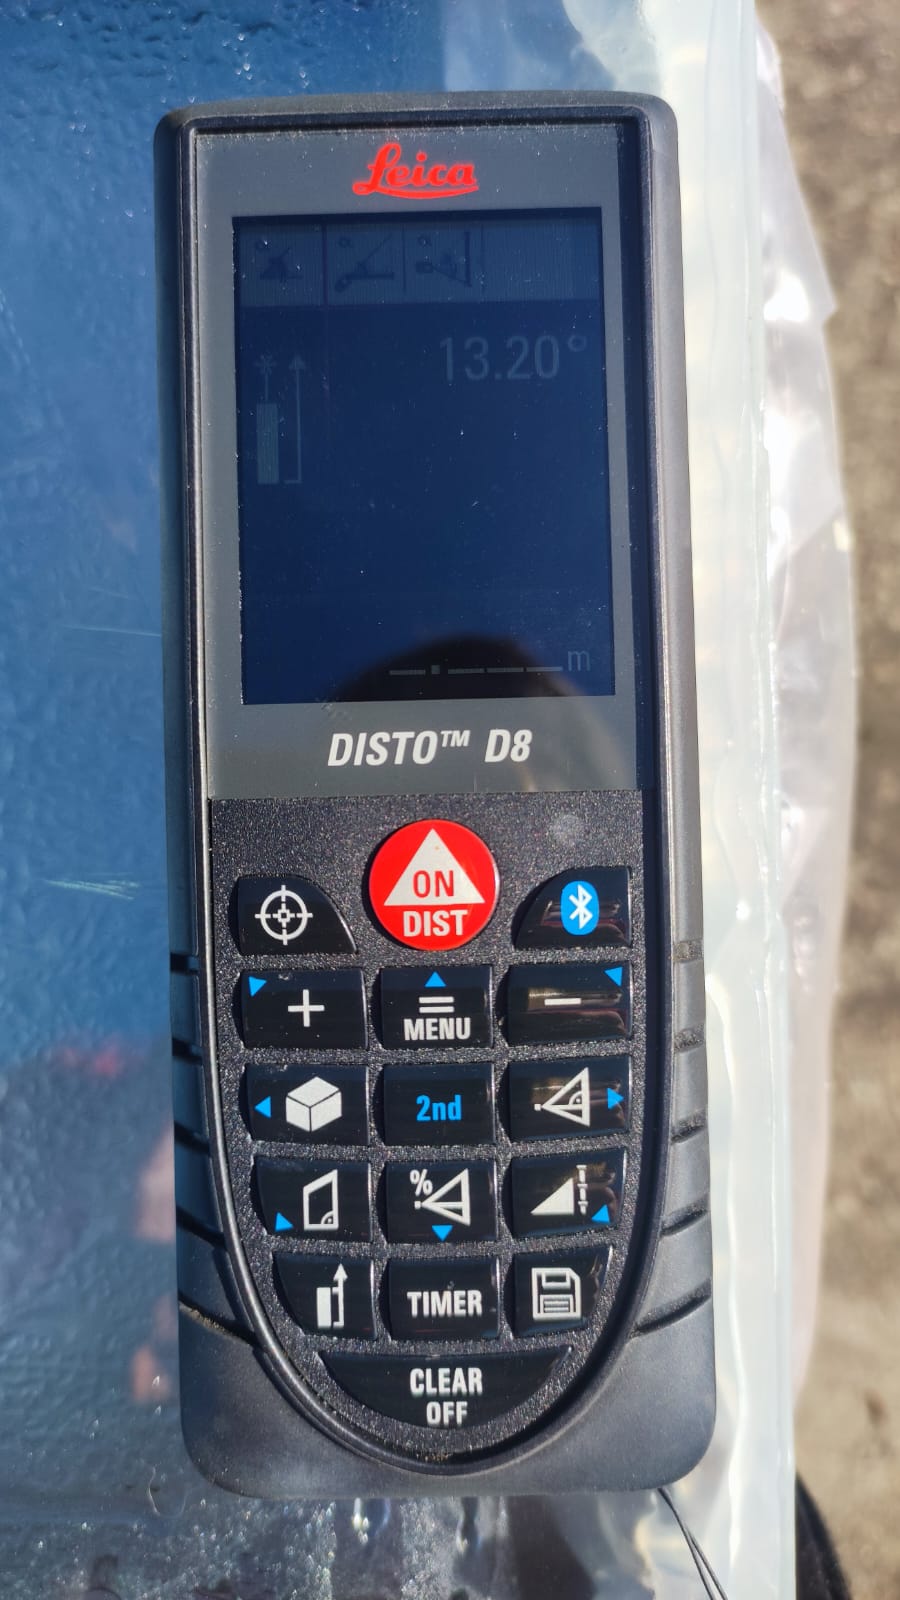 Leica
13.20°
m
DISTO™ D8
ON
DIST
+
=
MENU
−
2nd
%
TIMER
CLEAR
OFF